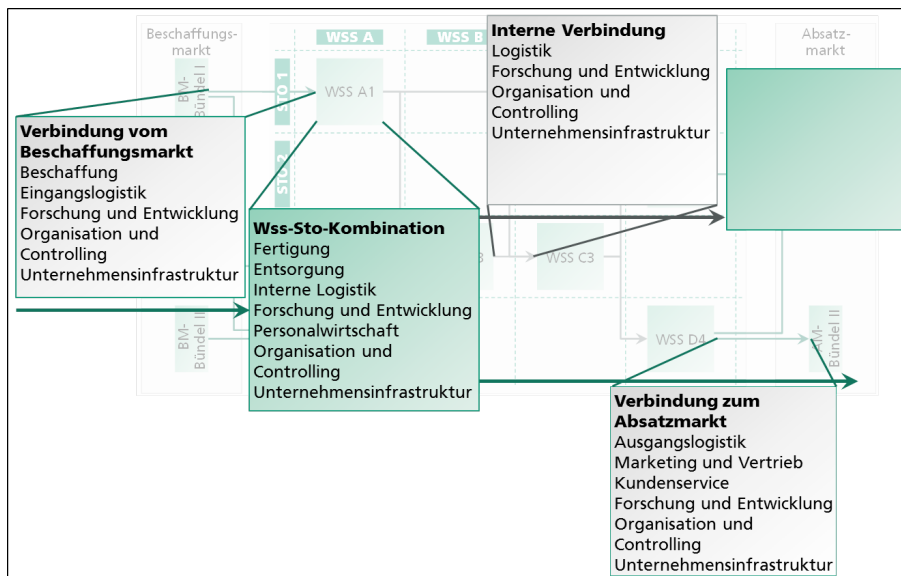 Beschaffungs-
markt
WSS A
WSS B
Absatz-
markt
BM-
Bündel I
STO 1
WSS A1
STO 2
Interne Verbindung
Logistik
Forschung und Entwicklung
Organisation und
Controlling
Unternehmensinfrastruktur
Verbindung vom
Beschaffungsmarkt
Beschaffung
Eingangslogistik
Forschung und Entwicklung
Organisation und
Controlling
Unternehmensinfrastruktur
Wss-Sto-Kombination
Fertigung
Entsorgung
Interne Logistik
Forschung und Entwicklung
Personalwirtschaft
Organisation und
Controlling
Unternehmensinfrastruktur
WSS C3
BM-
Bündel II
WSS D4
AM-
Bündel II
Verbindung zum
Absatzmarkt
Ausgangslogistik
Marketing und Vertrieb
Kundenservice
Forschung und Entwicklung
Organisation und
Controlling
Unternehmensinfrastruktur